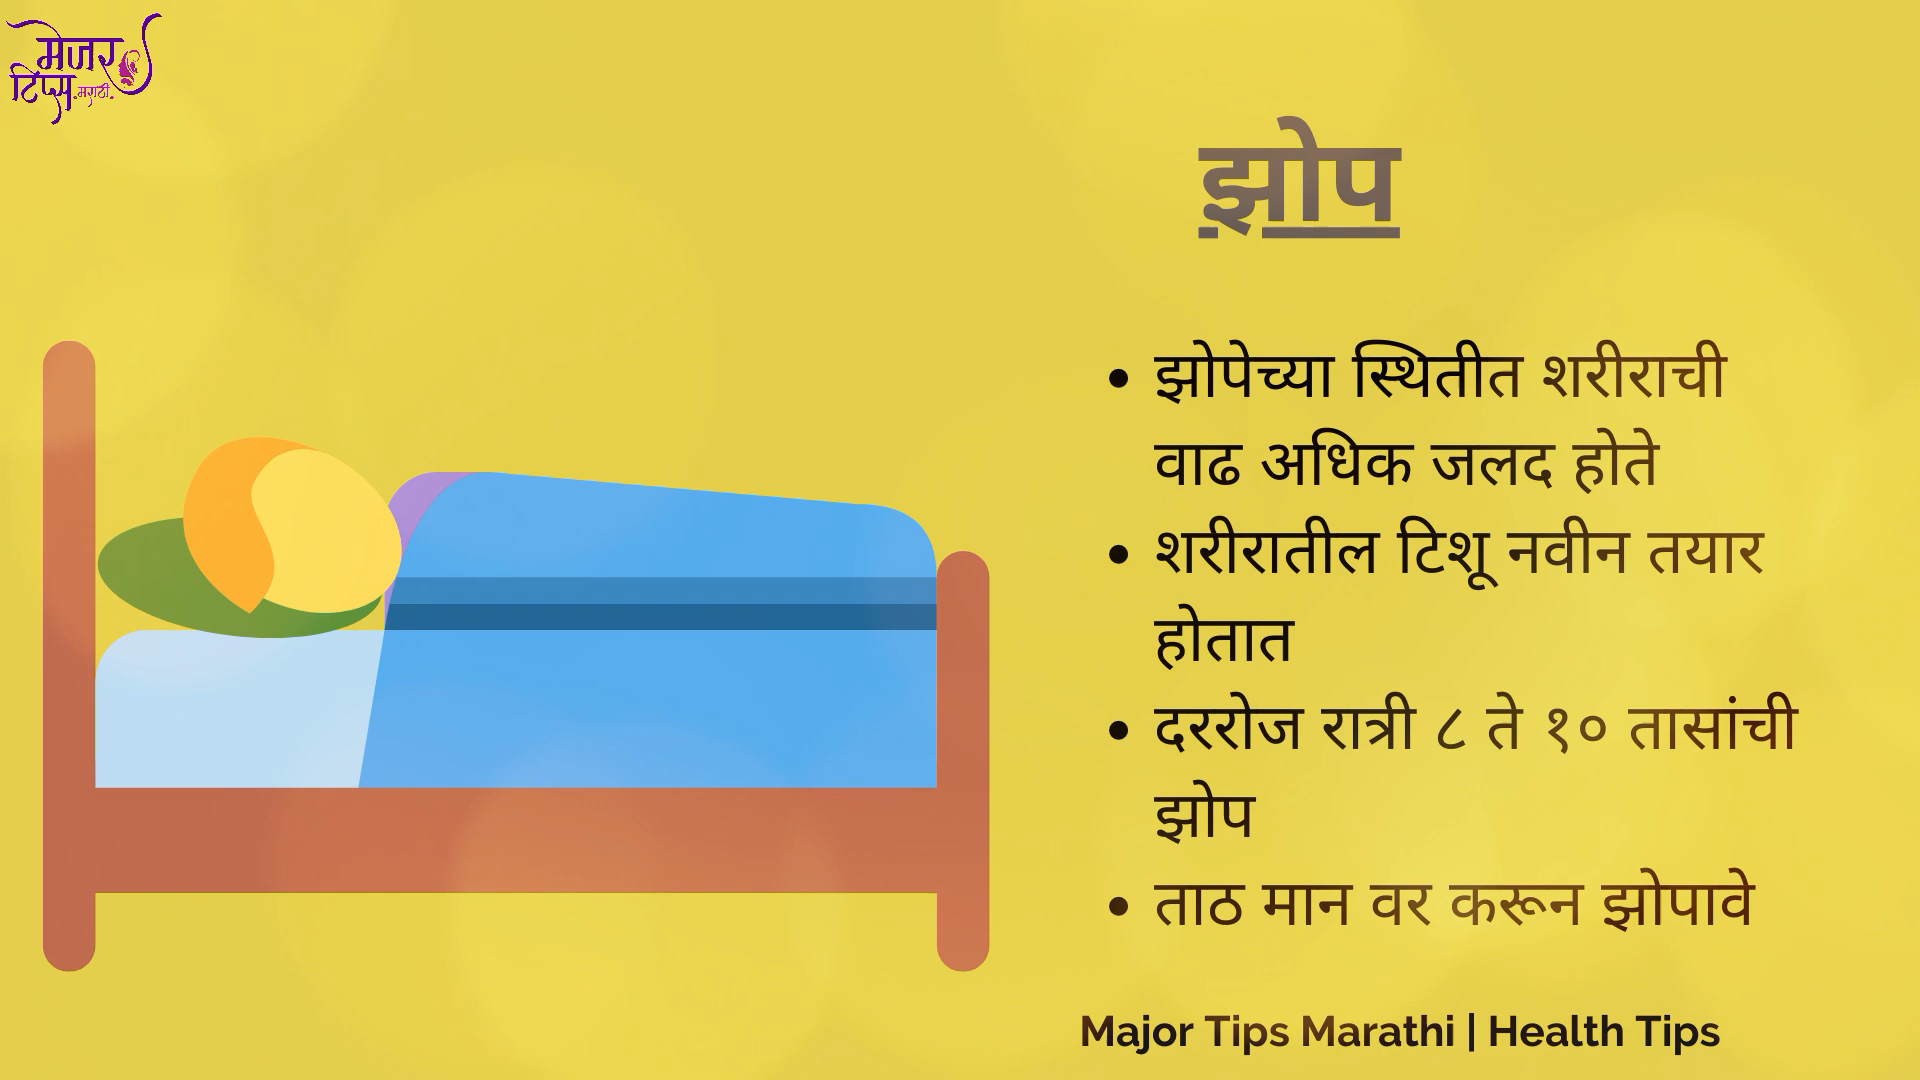 मेजर
टिप्स
.मराठी.
झोप
• झोपेच्या स्थितीत शरीराची
वाढ अधिक जलद होते
• शरीरातील टिशू नवीन तयार
होतात
• दररोज रात्री ८ ते १० तासांची
झोप
• ताठ मान वर करून झोपावे
Major Tips Marathi | Health Tips